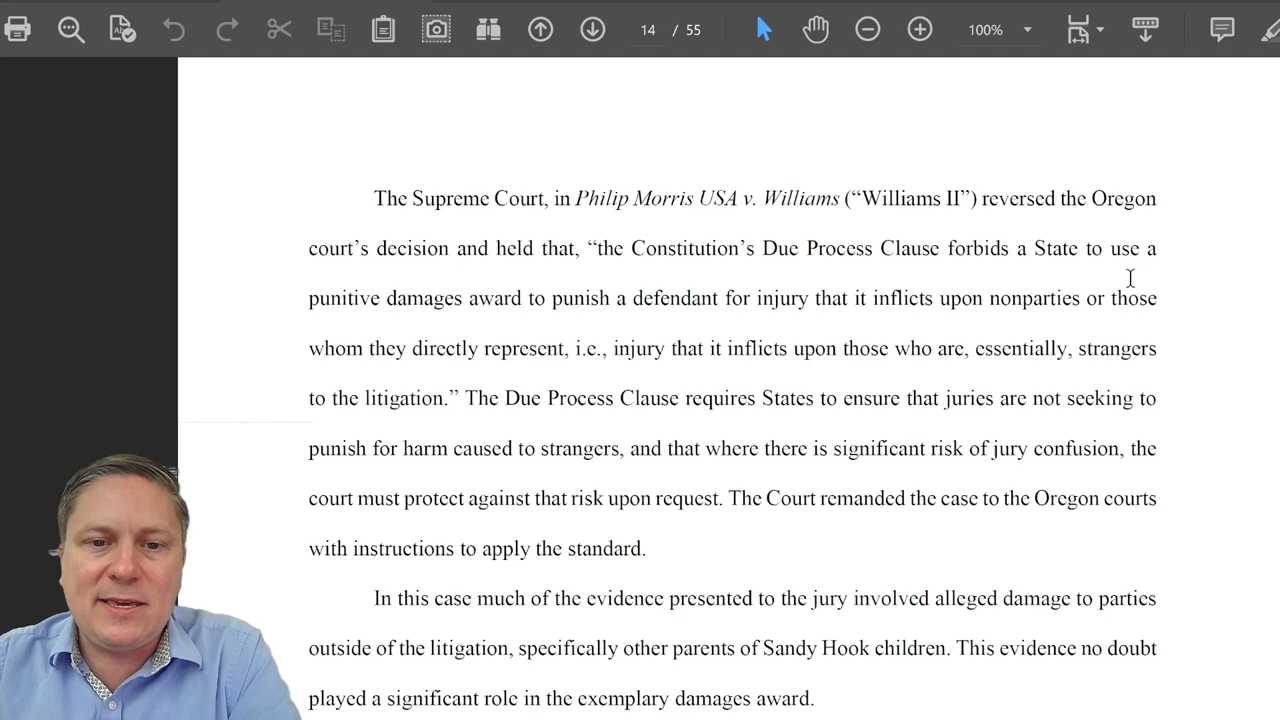 14 / 55
100%
The Supreme Court, in Philip Morris USA v. Williams (“Williams II”) reversed the Oregon
court’s decision and held that, “the Constitution’s Due Process Clause forbids a State to use a
punitive damages award to punish a defendant for injury that it inflicts upon nonparties or those
whom they directly represent, i.e., injury that it inflicts upon those who are, essentially, strangers
to the litigation.” The Due Process Clause requires States to ensure that juries are not seeking to
punish for harm caused to strangers, and that where there is significant risk of jury confusion, the
court must protect against that risk upon request. The Court remanded the case to the Oregon courts
with instructions to apply the standard.
In this case much of the evidence presented to the jury involved alleged damage to parties
outside of the litigation, specifically other parents of Sandy Hook children. This evidence no doubt
played a significant role in the exemplary damages award.